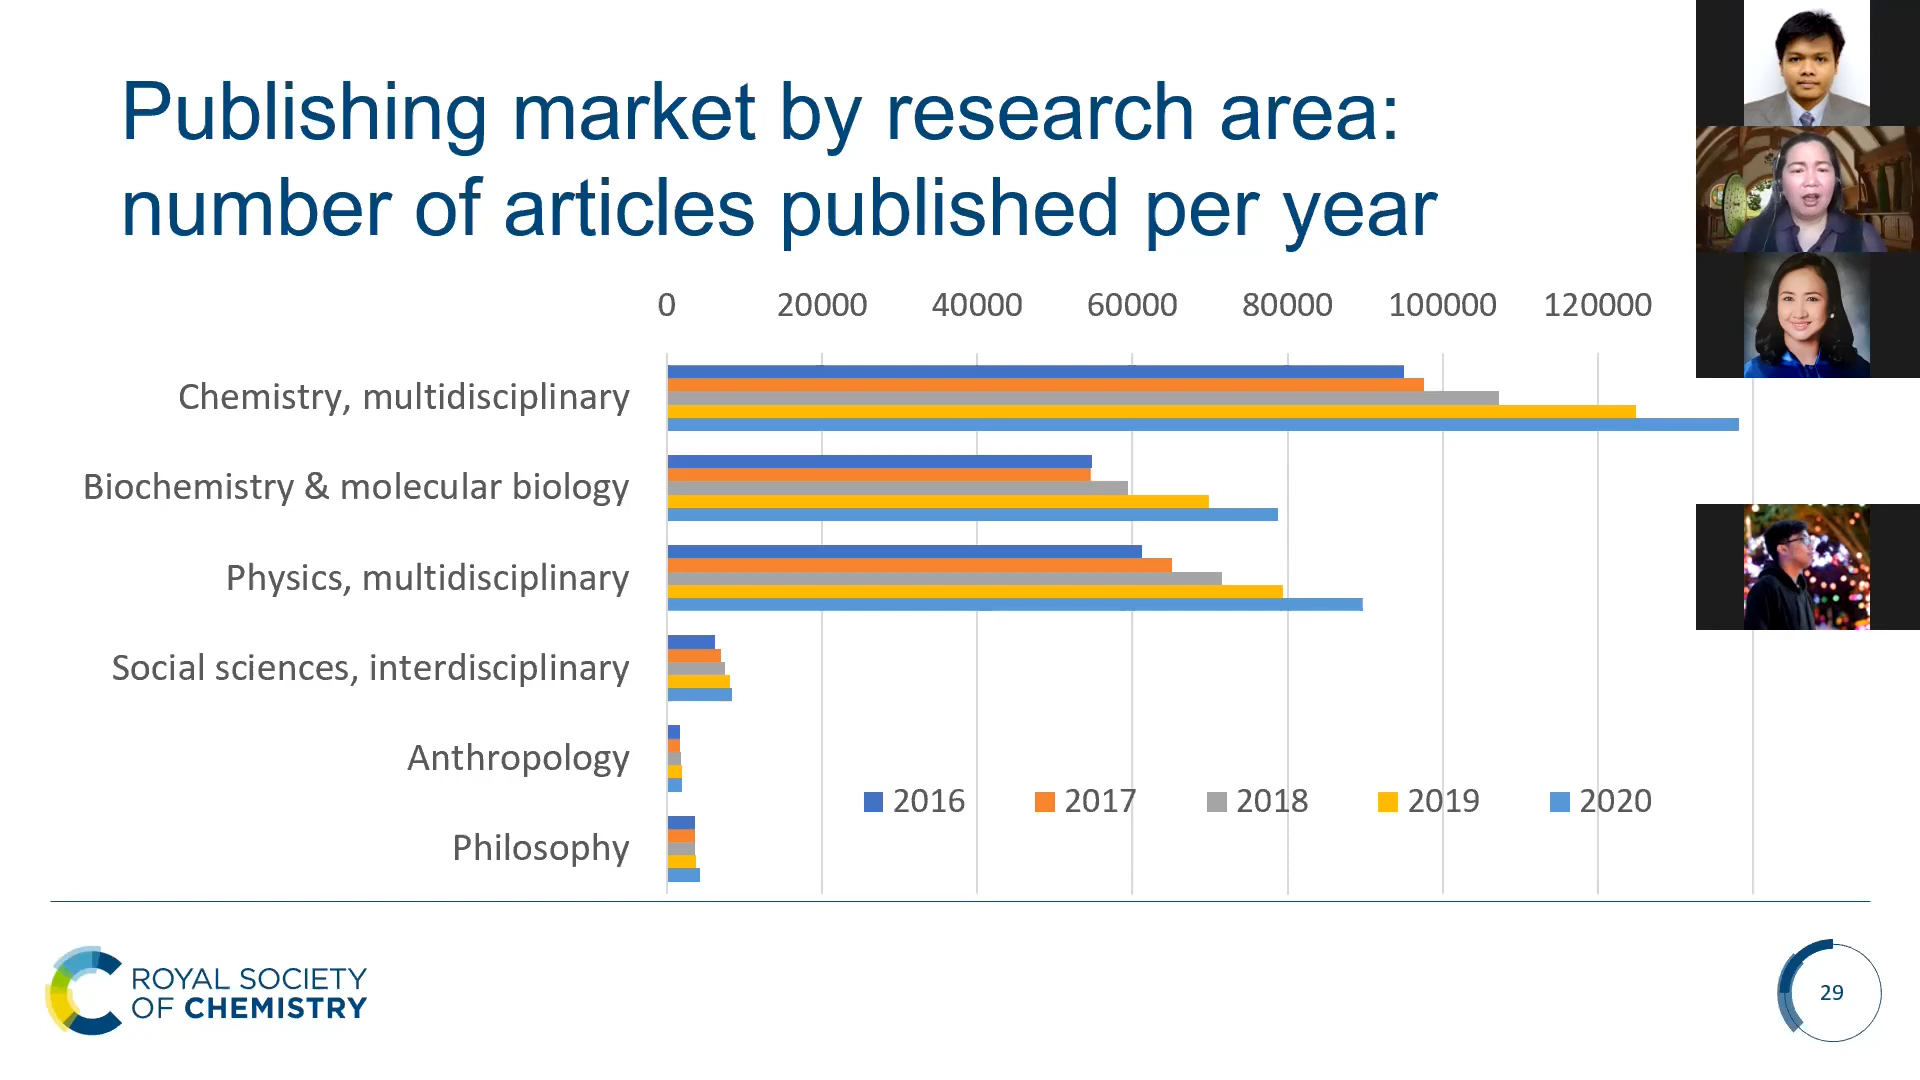 Publishing market by research area:
number of articles published per year
0 20000 40000 60000 80000 100000 120000
Chemistry, multidisciplinary
Biochemistry & molecular biology
Physics, multidisciplinary
Social sciences, interdisciplinary
Anthropology
Philosophy
2016 2017 2018 2019 2020
ROYAL SOCIETY
OF CHEMISTRY
29